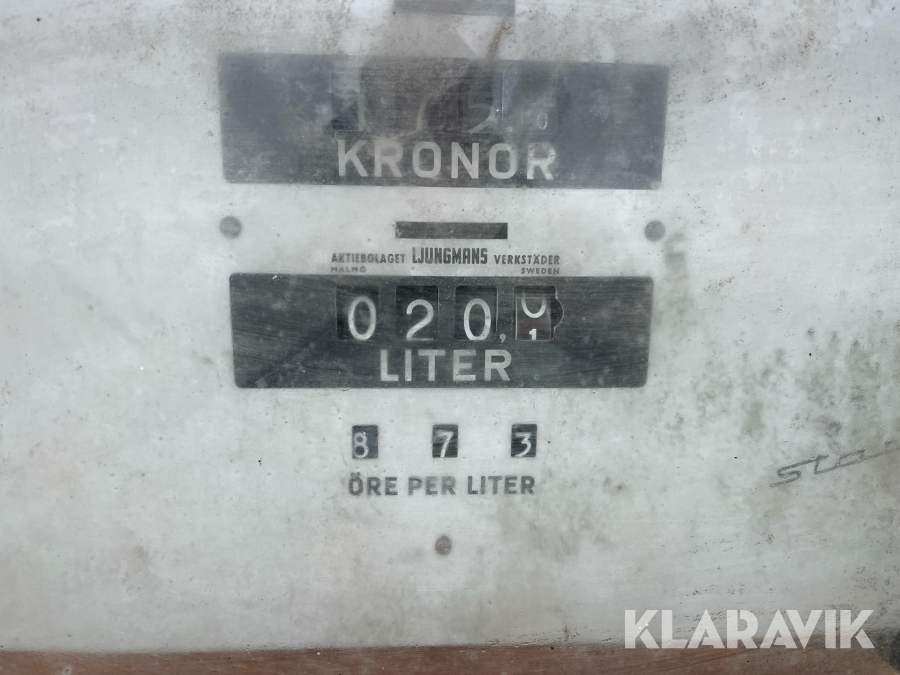 KRONOR
AKTIEBOLAGET LJUNGMANS VERKSTÄDER
MALMÖ SWEDEN
020,
LITER
8 7 3
ÖRE PER LITER
KLARAVIK